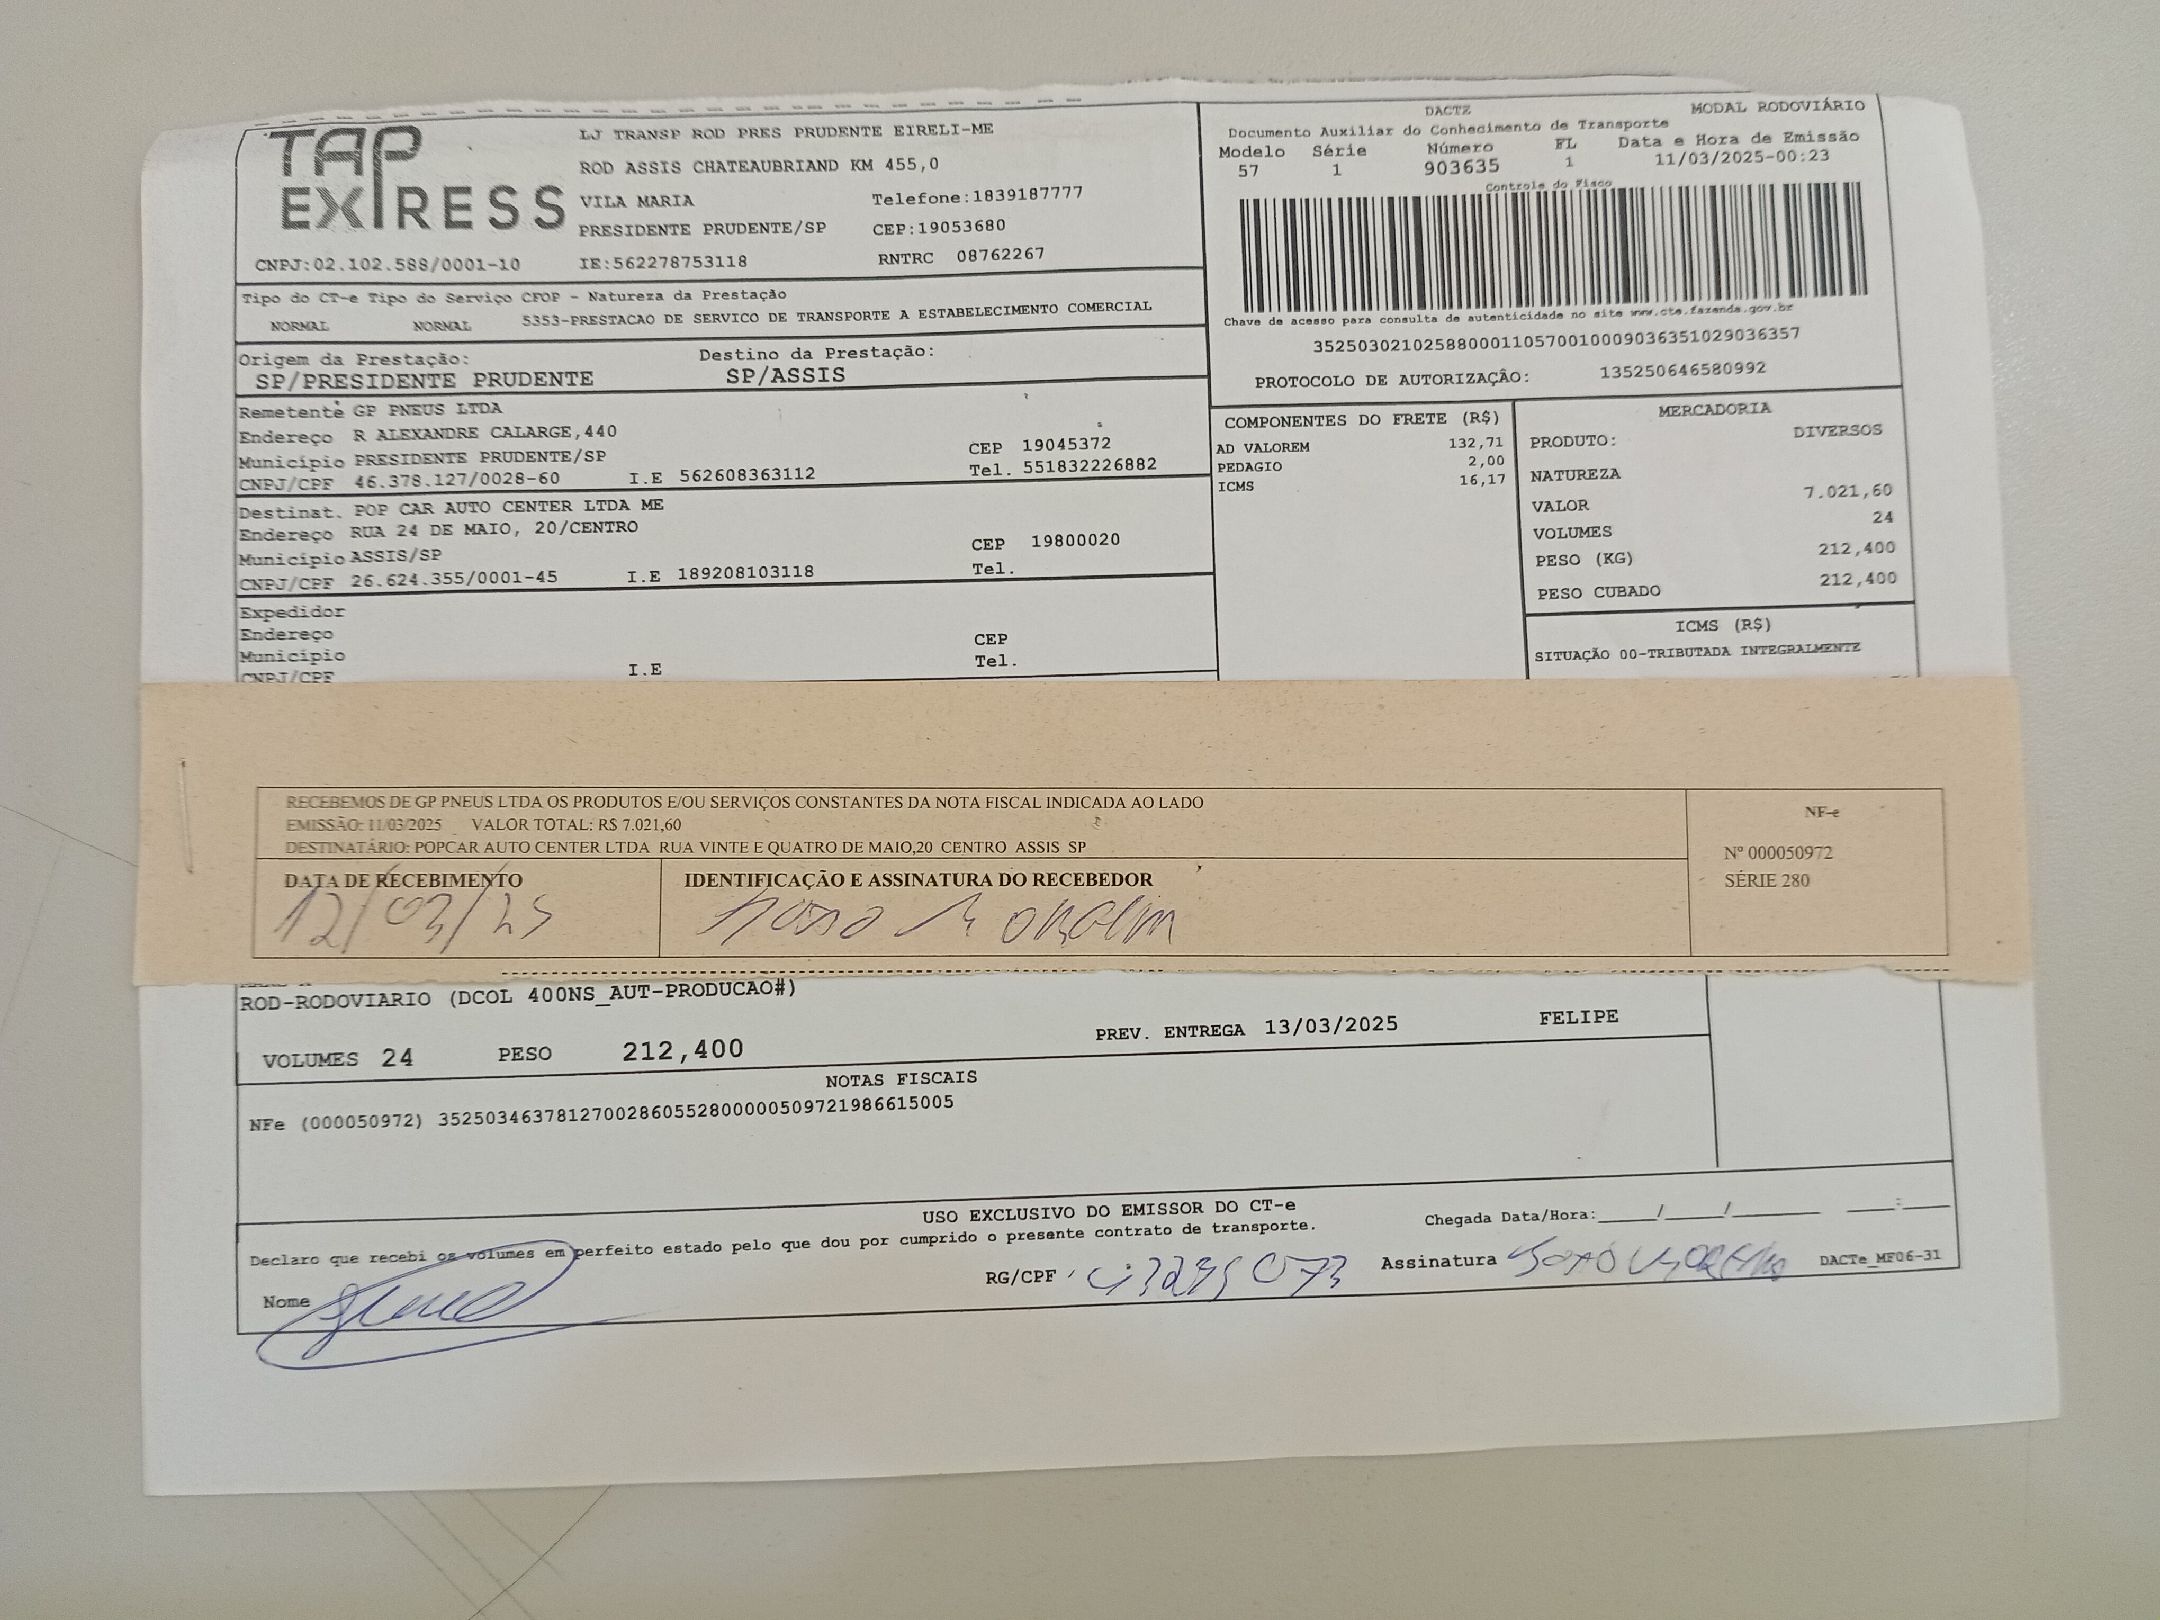 TAP EXPRESS
LJ TRANSP ROD PRES PRUDENTE EIRELI-ME
ROD ASSIS CHATEAUBRIAND KM 455,0
VILA MARIA Telefone:1839187777
PRESIDENTE PRUDENTE/SP CEP:19053680
CNPJ:02.102.588/0001-10 IE:562278753118 RNTRC 08762267
DACTE MODAL RODOVIÁRIO
Documento Auxiliar do Conhecimento de Transporte
Modelo Série Número FL Data e Hora de Emissão
57 1 903635 1 11/03/2025-00:23
Controle do Fisco
Chave de acesso para consulta de autenticidade no site www.cte.fazenda.gov.br
35250302102588000110570010009036351029036357
PROTOCOLO DE AUTORIZAÇÃO: 135250646580992
Tipo do CT-e Tipo do Serviço CFOP - Natureza da Prestação
NORMAL NORMAL 5353-PRESTACAO DE SERVICO DE TRANSPORTE A ESTABELECIMENTO COMERCIAL
Origem da Prestação: Destino da Prestação:
SP/PRESIDENTE PRUDENTE SP/ASSIS
Remetente GP PNEUS LTDA
Endereço R ALEXANDRE CALARGE,440 CEP 19045372
Município PRESIDENTE PRUDENTE/SP Tel. 551832226882
CNPJ/CPF 46.378.127/0028-60 I.E 562608363112
Destinat. POP CAR AUTO CENTER LTDA ME
Endereço RUA 24 DE MAIO, 20/CENTRO CEP 19800020
Município ASSIS/SP Tel.
CNPJ/CPF 26.624.355/0001-45 I.E 189208103118
Expedidor
Endereço CEP
Município Tel.
CNPJ/CPF I.E
COMPONENTES DO FRETE (R$)
AD VALOREM 132,71
PEDAGIO 2,00
ICMS 16,17
MERCADORIA
PRODUTO: DIVERSOS
NATUREZA
VALOR 7.021,60
VOLUMES 24
PESO (KG) 212,400
PESO CUBADO 212,400
ICMS (R$)
SITUAÇÃO 00-TRIBUTADA INTEGRALMENTE
RECEBEMOS DE GP PNEUS LTDA OS PRODUTOS E/OU SERVIÇOS CONSTANTES DA NOTA FISCAL INDICADA AO LADO
EMISSÃO: 11/03/2025 VALOR TOTAL: R$ 7.021,60
DESTINATÁRIO: POPCAR AUTO CENTER LTDA RUA VINTE E QUATRO DE MAIO,20 CENTRO ASSIS SP
NF-e
Nº 000050972
SÉRIE 280
DATA DE RECEBIMENTO IDENTIFICAÇÃO E ASSINATURA DO RECEBEDOR
12/03/25
ROD-RODOVIARIO (DCOL 400NS_AUT-PRODUCAO#)
VOLUMES 24 PESO 212,400 PREV. ENTREGA 13/03/2025 FELIPE
NOTAS FISCAIS
NFe (000050972) 35250346378127002860552800000509721986615005
USO EXCLUSIVO DO EMISSOR DO CT-e
Declaro que recebi os volumes em perfeito estado pelo que dou por cumprido o presente contrato de transporte.
Chegada Data/Hora:_____/_____/________ ____:____
Nome RG/CPF Assinatura DACTe_MF06-31